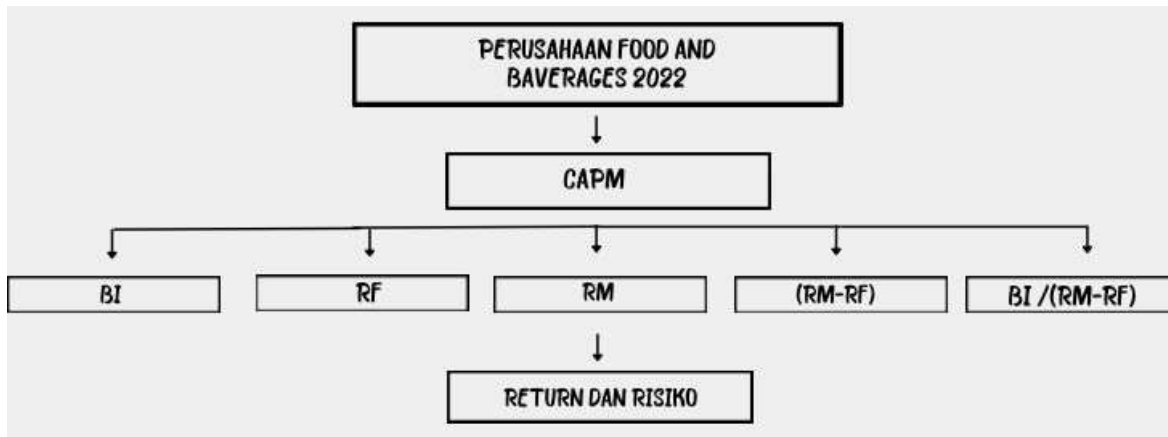 PERUSAHAAN FOOD AND
BAVERAGES 2022
CAPM
BI
RF
RM
(RM-RF)
BI /(RM-RF)
RETURN DAN RISIKO